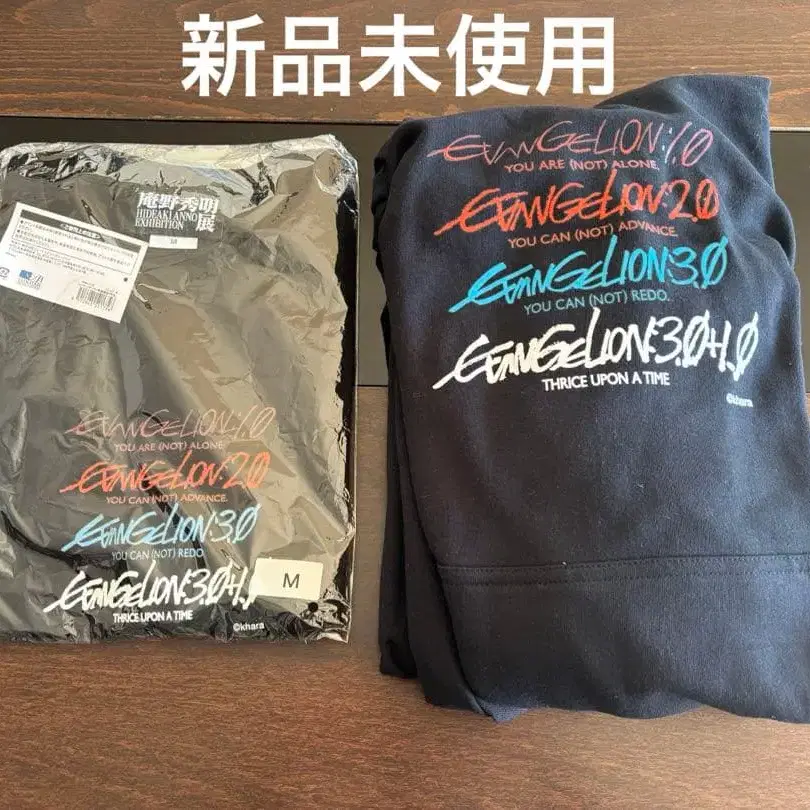 新品未使用
庵野秀明展
HIDEAKI ANNO
EXHIBITION
M
EVANGELION:1.0
YOU ARE (NOT) ALONE.
EVANGELION:2.0
YOU CAN (NOT) ADVANCE.
EVANGELION:3.0
YOU CAN (NOT) REDO.
EVANGELION:3.0+1.0
M
THRICE UPON A TIME
©khara
EVANGELION:1.0
YOU ARE (NOT) ALONE.
EVANGELION:2.0
YOU CAN (NOT) ADVANCE.
EVANGELION:3.0
YOU CAN (NOT) REDO.
EVANGELION:3.0+1.0
THRICE UPON A TIME
©khara